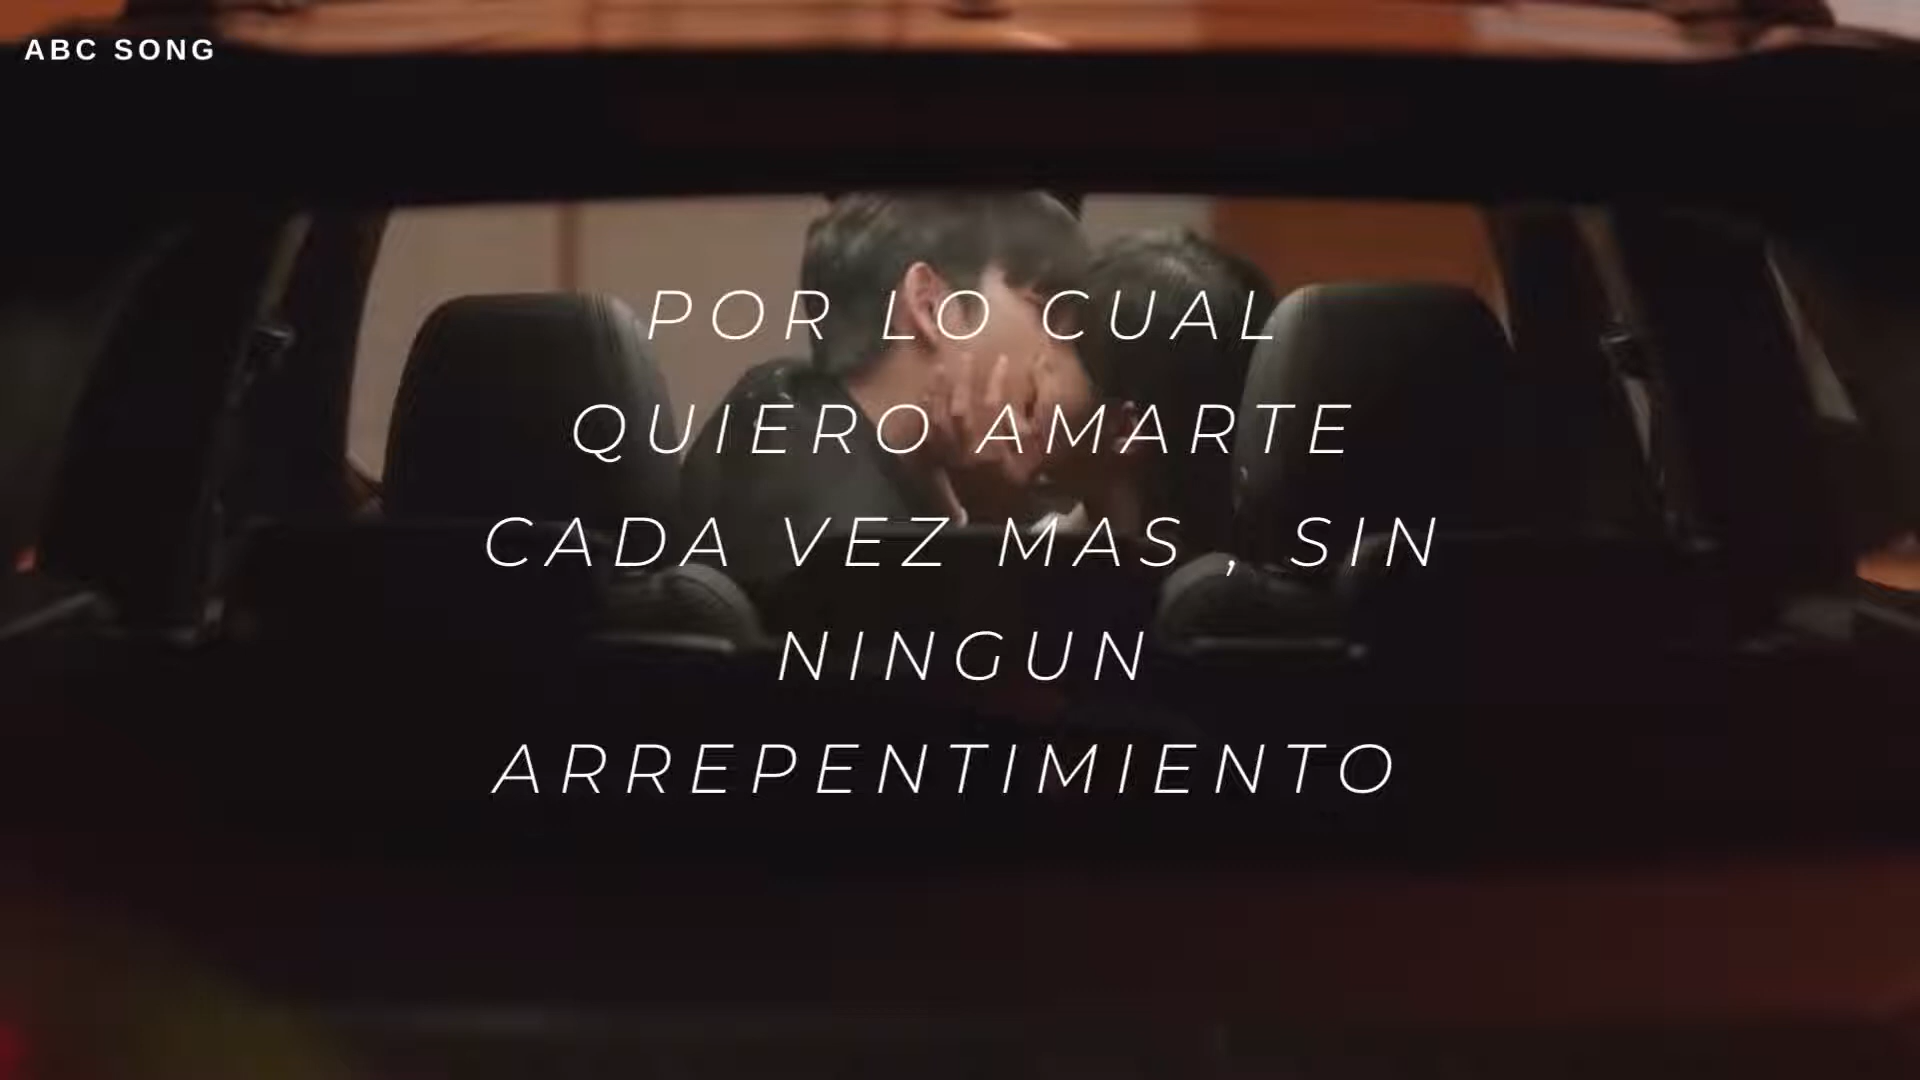 ABC SONG
POR LO CUAL
QUIERO AMARTE
CADA VEZ MAS , SIN
NINGUN
ARREPENTIMIENTO